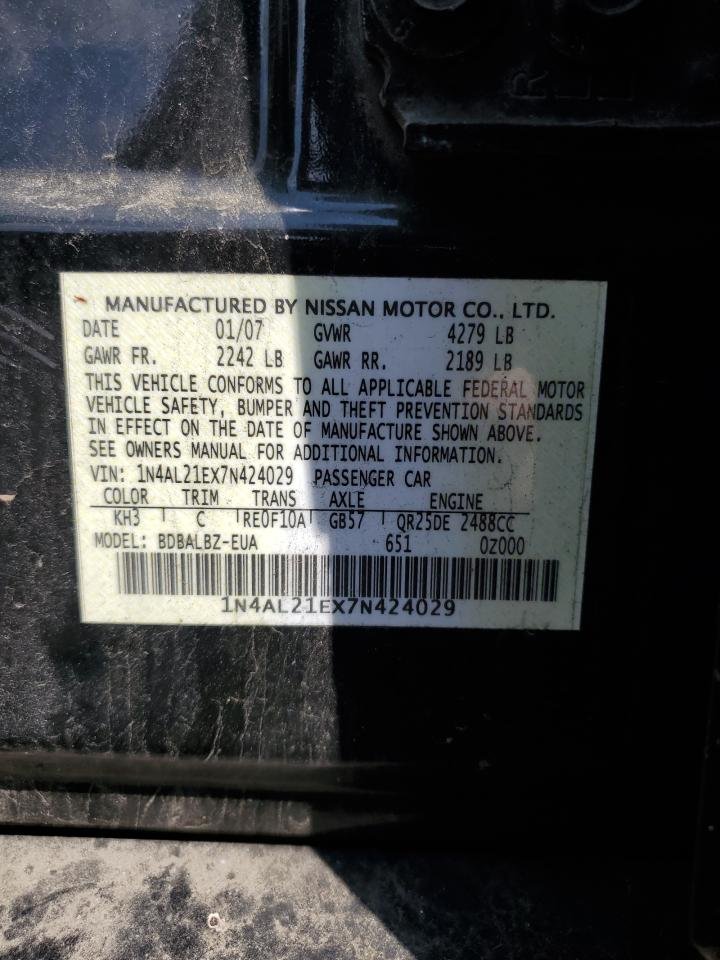 MANUFACTURED BY NISSAN MOTOR CO., LTD.
DATE 01/07 GVWR 4279 LB
GAWR FR. 2242 LB GAWR RR. 2189 LB
THIS VEHICLE CONFORMS TO ALL APPLICABLE FEDERAL MOTOR
VEHICLE SAFETY, BUMPER AND THEFT PREVENTION STANDARDS
IN EFFECT ON THE DATE OF MANUFACTURE SHOWN ABOVE.
SEE OWNERS MANUAL FOR ADDITIONAL INFORMATION.
VIN: 1N4AL21EX7N424029 PASSENGER CAR
COLOR TRIM TRANS AXLE ENGINE
KH3 C RE0F10A GB57 QR25DE 2488CC
MODEL: BDBALBZ-EUA 651 0Z000
1N4AL21EX7N424029